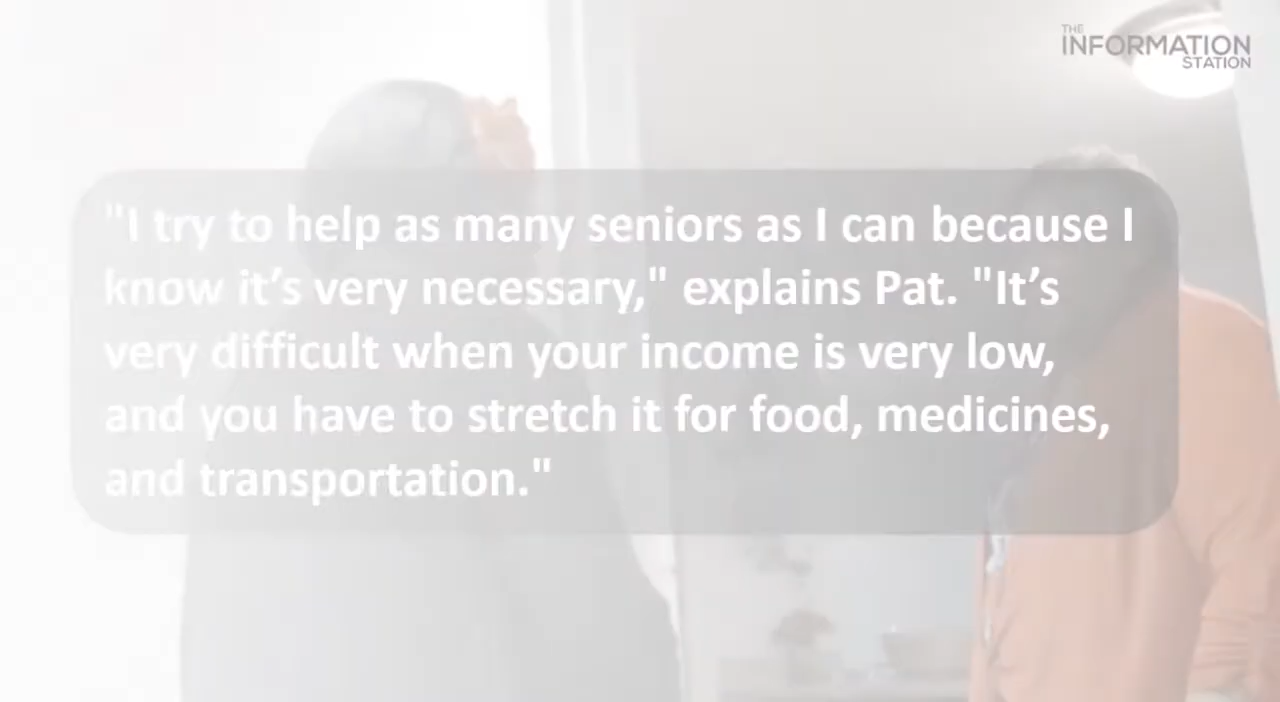 THE
INFORMATION
STATION
"I try to help as many seniors as I can because I
know it’s very necessary," explains Pat. "It’s
very difficult when your income is very low,
and you have to stretch it for food, medicines,
and transportation."